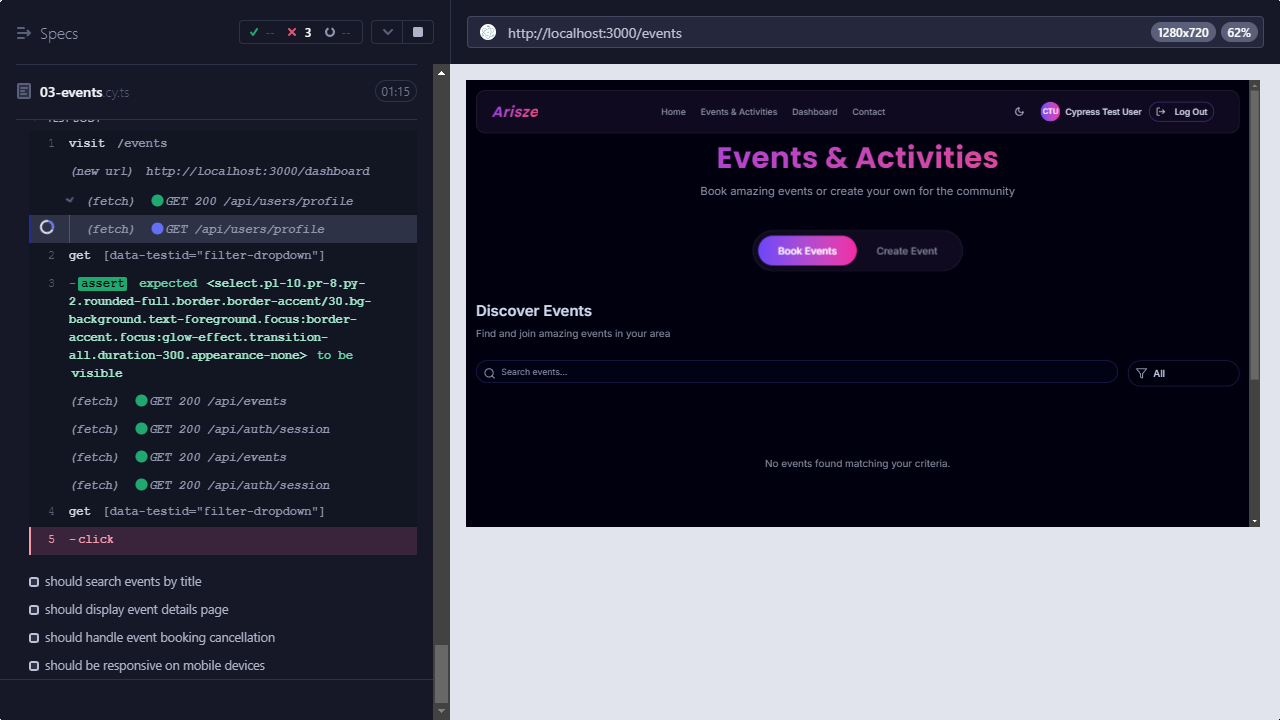 Specs
-- 3 --
03-events.cy.ts
01:15
TEST BODY
1 visit /events
(new url) http://localhost:3000/dashboard
(fetch) GET 200 /api/users/profile
(fetch) GET /api/users/profile
2 get [data-testid="filter-dropdown"]
3 -assert expected <select.pl-10.pr-8.py-
2.rounded-full.border.border-accent/30.bg-
background.text-foreground.focus:border-
accent.focus:glow-effect.transition-
all.duration-300.appearance-none> to be
visible
(fetch) GET 200 /api/events
(fetch) GET 200 /api/auth/session
(fetch) GET 200 /api/events
(fetch) GET 200 /api/auth/session
4 get [data-testid="filter-dropdown"]
5 -click
should search events by title
should display event details page
should handle event booking cancellation
should be responsive on mobile devices
http://localhost:3000/events
1280x720 62%
Arisze
Home Events & Activities Dashboard Contact
CTU Cypress Test User Log Out
Events & Activities
Book amazing events or create your own for the community
Book Events Create Event
Discover Events
Find and join amazing events in your area
Search events...
All
No events found matching your criteria.